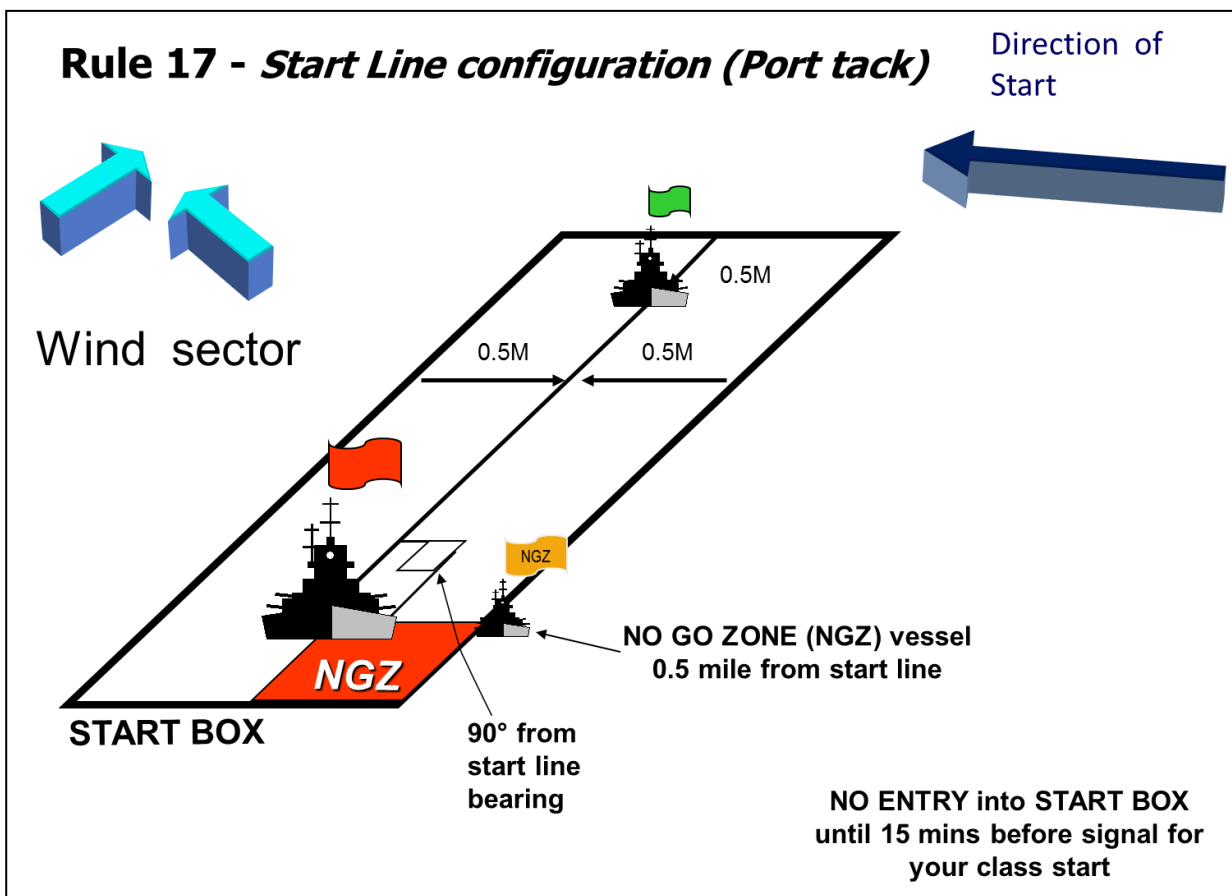 Rule 17 - Start Line configuration (Port tack)
Direction of
Start
Wind sector
0.5M
0.5M
0.5M
NGZ
NO GO ZONE (NGZ) vessel
0.5 mile from start line
NGZ
START BOX
90° from
start line
bearing
NO ENTRY into START BOX
until 15 mins before signal for
your class start